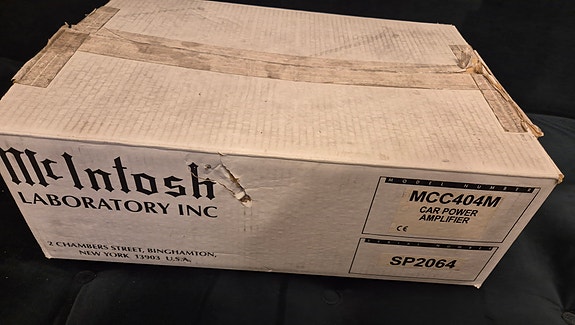 McIntosh
LABORATORY INC
2 CHAMBERS STREET, BINGHAMTON,
NEW YORK 13903 U.S.A.
MODEL NUMBER
MCC404M
CAR POWER
AMPLIFIER
CE
SERIAL NUMBER
SP2064